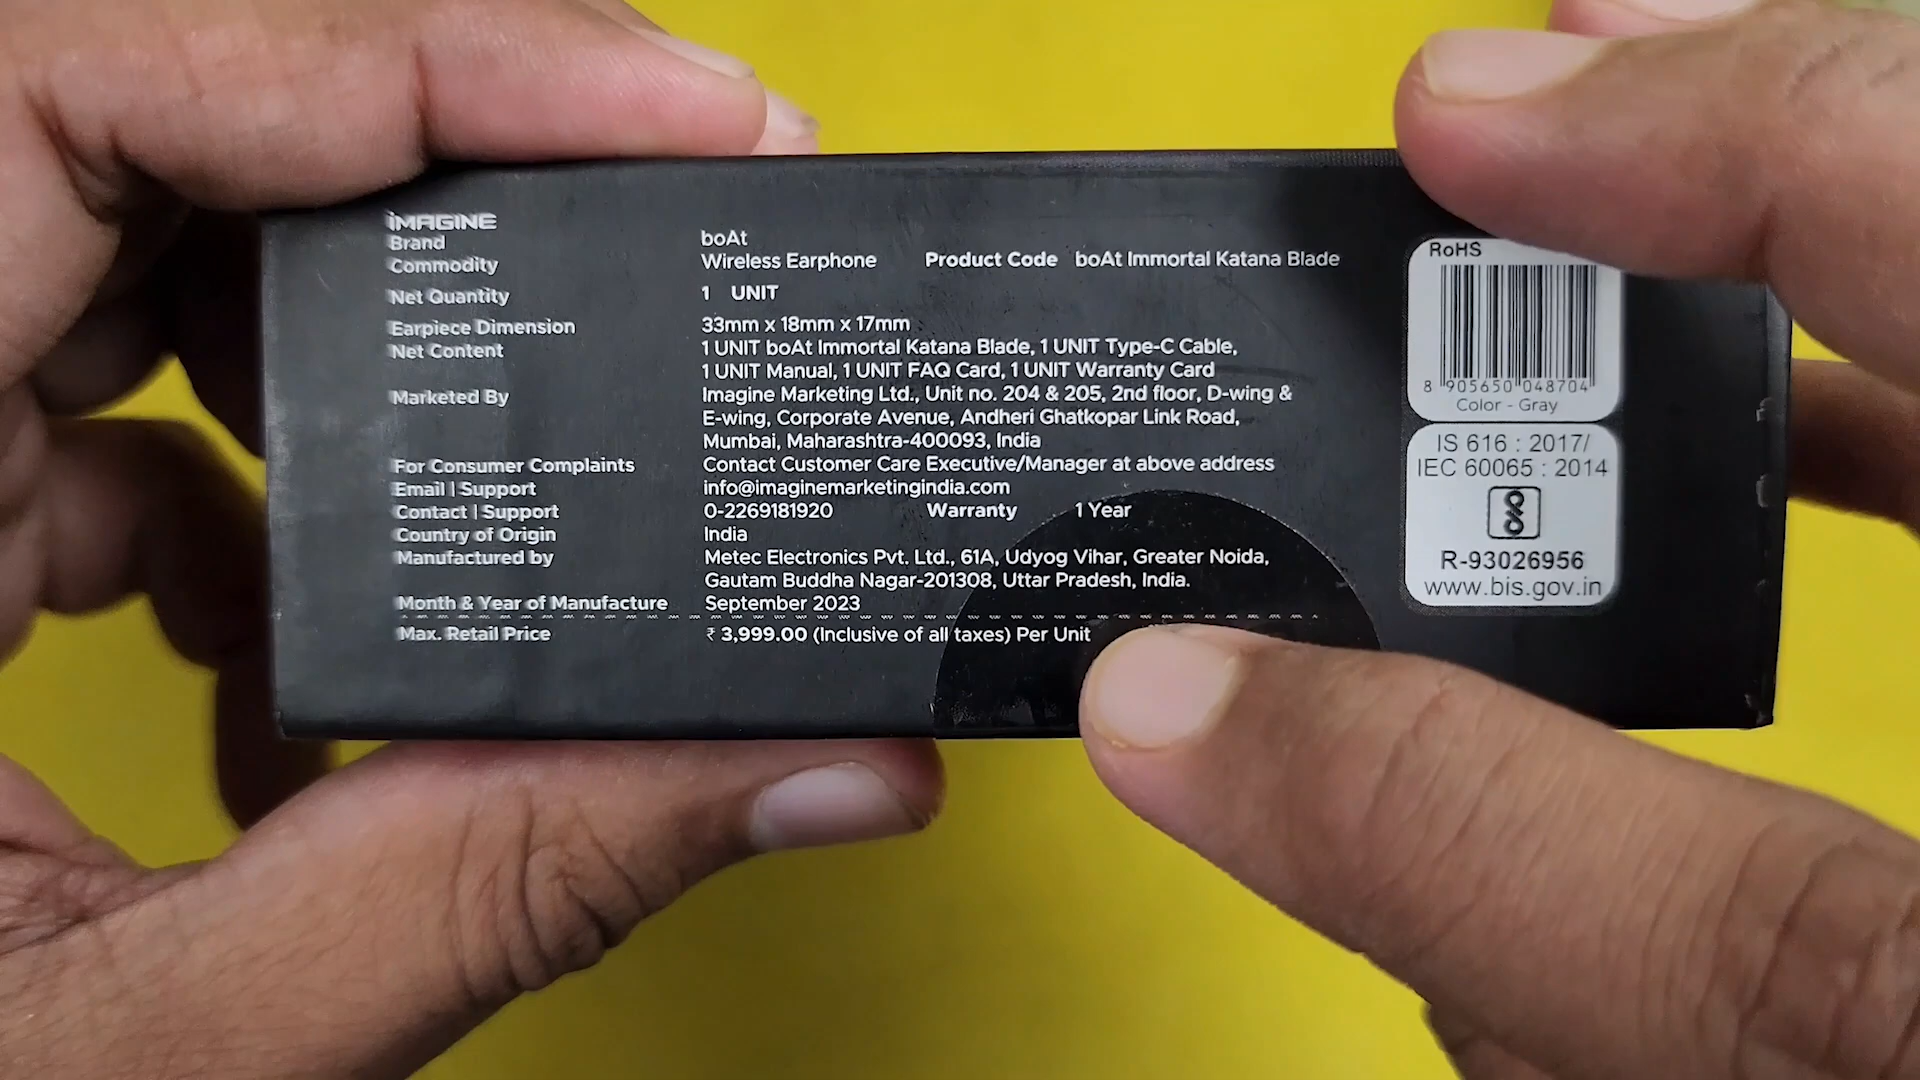 iMAGINE
Brand boAt
Commodity Wireless Earphone Product Code boAt Immortal Katana Blade
Net Quantity 1 UNIT
Earpiece Dimension 33mm x 18mm x 17mm
Net Content 1 UNIT boAt Immortal Katana Blade, 1 UNIT Type-C Cable,
1 UNIT Manual, 1 UNIT FAQ Card, 1 UNIT Warranty Card
Marketed By Imagine Marketing Ltd., Unit no. 204 & 205, 2nd floor, D-wing &
E-wing, Corporate Avenue, Andheri Ghatkopar Link Road,
Mumbai, Maharashtra-400093, India
For Consumer Complaints Contact Customer Care Executive/Manager at above address
Email | Support info@imaginemarketingindia.com
Contact | Support 0-2269181920 Warranty 1 Year
Country of Origin India
Manufactured by Metec Electronics Pvt. Ltd., 61A, Udyog Vihar, Greater Noida,
Gautam Buddha Nagar-201308, Uttar Pradesh, India.
Month & Year of Manufacture September 2023
Max. Retail Price ₹ 3,999.00 (Inclusive of all taxes) Per Unit
RoHS
8 905650 048704
Color - Gray
IS 616 : 2017/
IEC 60065 : 2014
R-93026956
www.bis.gov.in